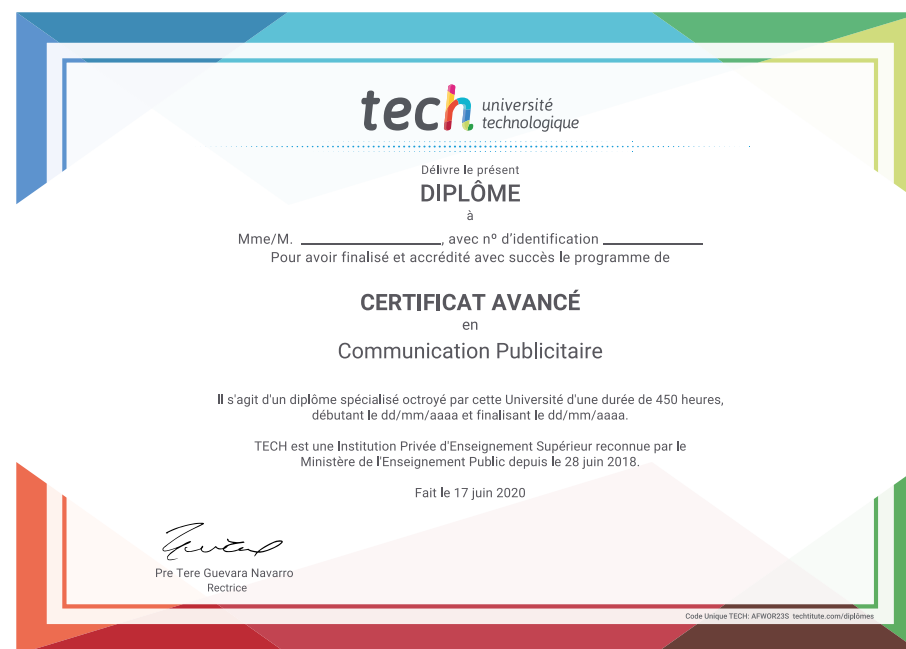 tech université
technologique
Délivre le présent
DIPLÔME
à
Mme/M. ____________________, avec nº d'identification ______________
Pour avoir finalisé et accrédité avec succès le programme de
CERTIFICAT AVANCÉ
en
Communication Publicitaire
Il s'agit d'un diplôme spécialisé octroyé par cette Université d'une durée de 450 heures,
débutant le dd/mm/aaaa et finalisant le dd/mm/aaaa.
TECH est une Institution Privée d'Enseignement Supérieur reconnue par le
Ministère de l'Enseignement Public depuis le 28 juin 2018.
Fait le 17 juin 2020
Pre Tere Guevara Navarro
Rectrice
Code Unique TECH: AFWOR23S techtitute.com/diplômes